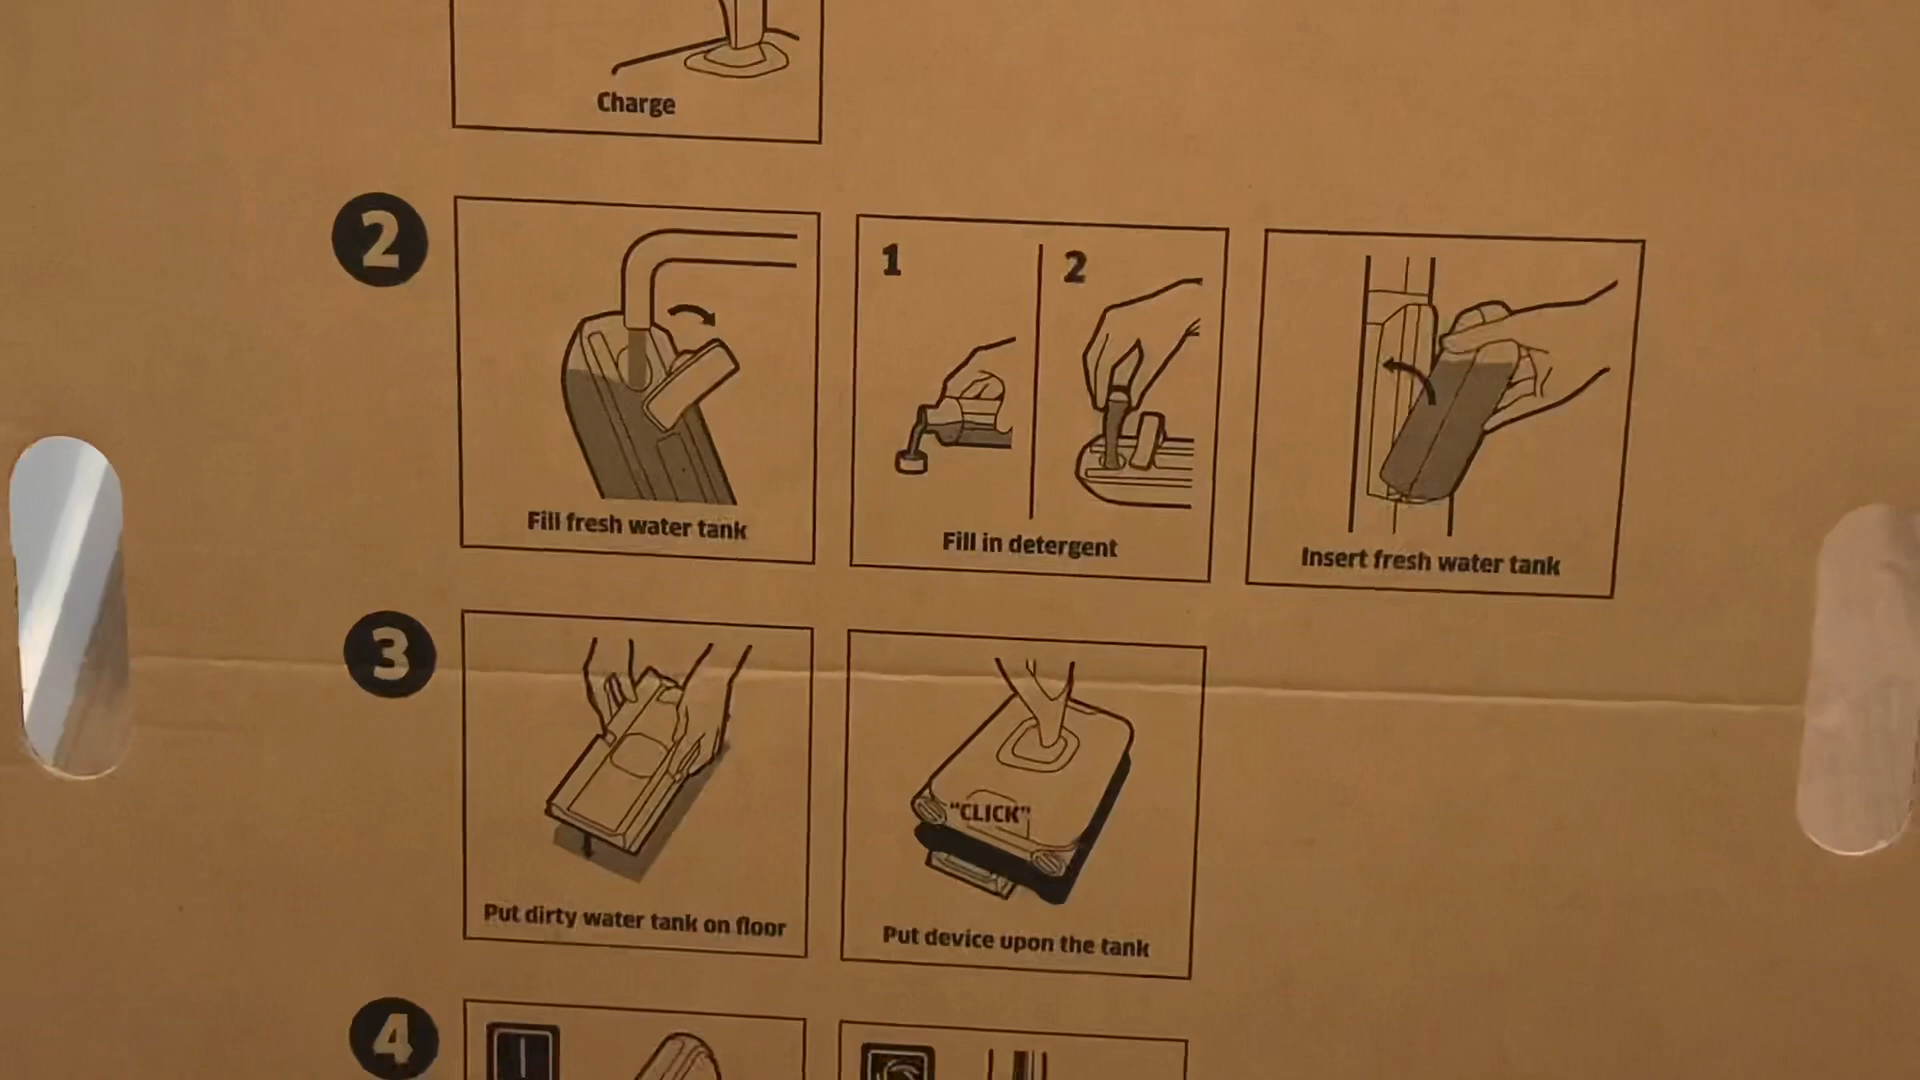 Charge
2
1
2
Fill fresh water tank
Fill in detergent
Insert fresh water tank
3
"CLICK"
Put dirty water tank on floor
Put device upon the tank
4